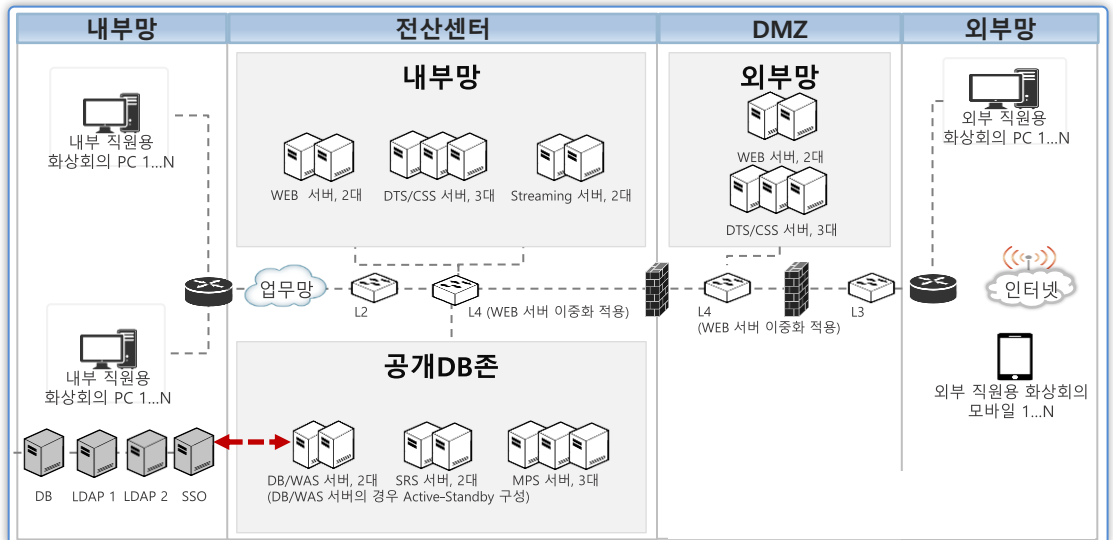 내부망
전산센터
DMZ
외부망
내부 직원용
화상회의 PC 1...N
내부망
WEB 서버, 2대
DTS/CSS 서버, 3대
Streaming 서버, 2대
외부망
WEB 서버, 2대
DTS/CSS 서버, 3대
외부 직원용
화상회의 PC 1...N
업무망
L2
L4 (WEB 서버 이중화 적용)
L4
(WEB 서버 이중화 적용)
L3
인터넷
내부 직원용
화상회의 PC 1...N
공개DB존
외부 직원용 화상회의
모바일 1...N
DB
LDAP 1
LDAP 2
SSO
DB/WAS 서버, 2대
(DB/WAS 서버의 경우 Active–Standby 구성)
SRS 서버, 2대
MPS 서버, 3대